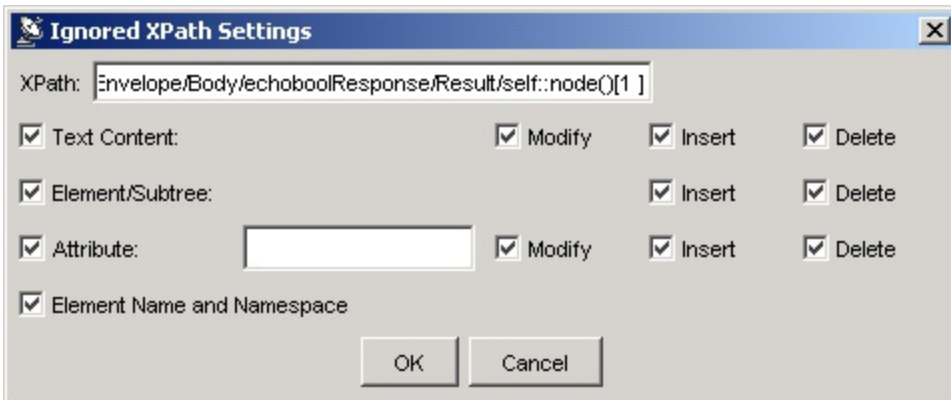 Ignored XPath Settings
XPath: Envelope/Body/echoboolResponse/Result/self::node()[1 ]
Text Content: Modify Insert Delete
Element/Subtree: Insert Delete
Attribute: Modify Insert Delete
Element Name and Namespace
OK Cancel